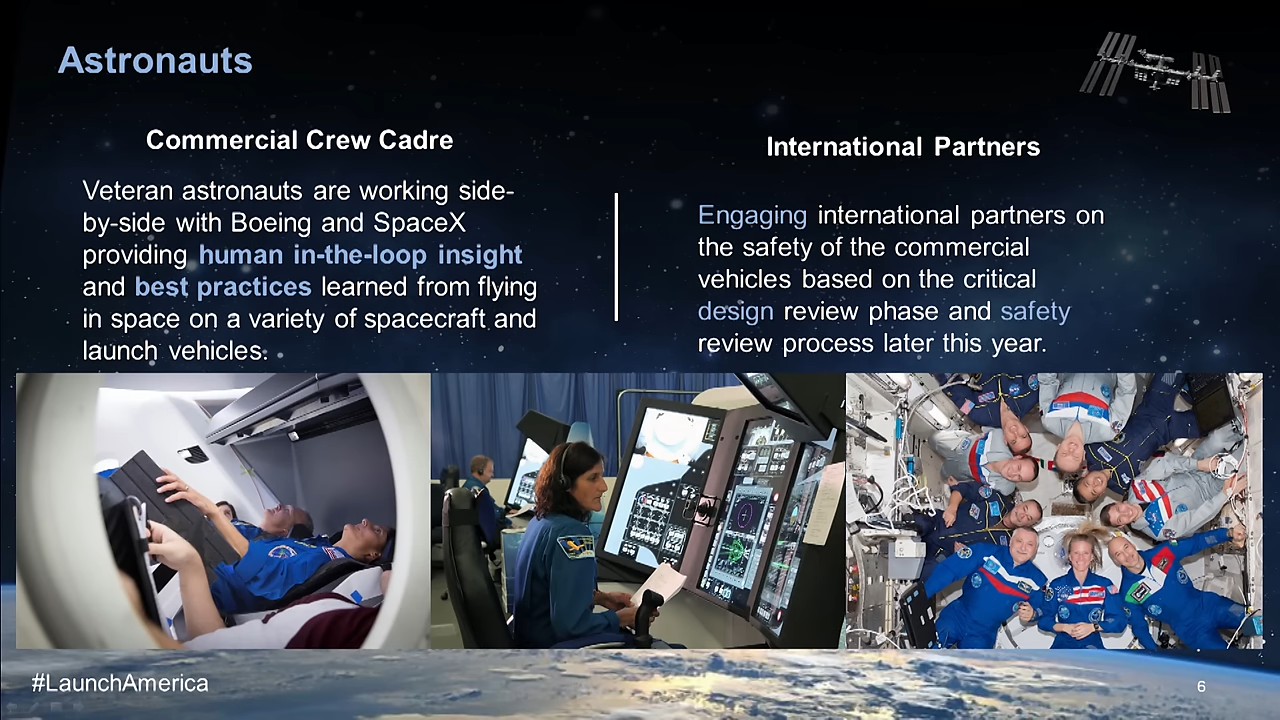 Astronauts
Commercial Crew Cadre
Veteran astronauts are working side-
by-side with Boeing and SpaceX
providing human in-the-loop insight
and best practices learned from flying
in space on a variety of spacecraft and
launch vehicles.
International Partners
Engaging international partners on
the safety of the commercial
vehicles based on the critical
design review phase and safety
review process later this year.
#LaunchAmerica
6